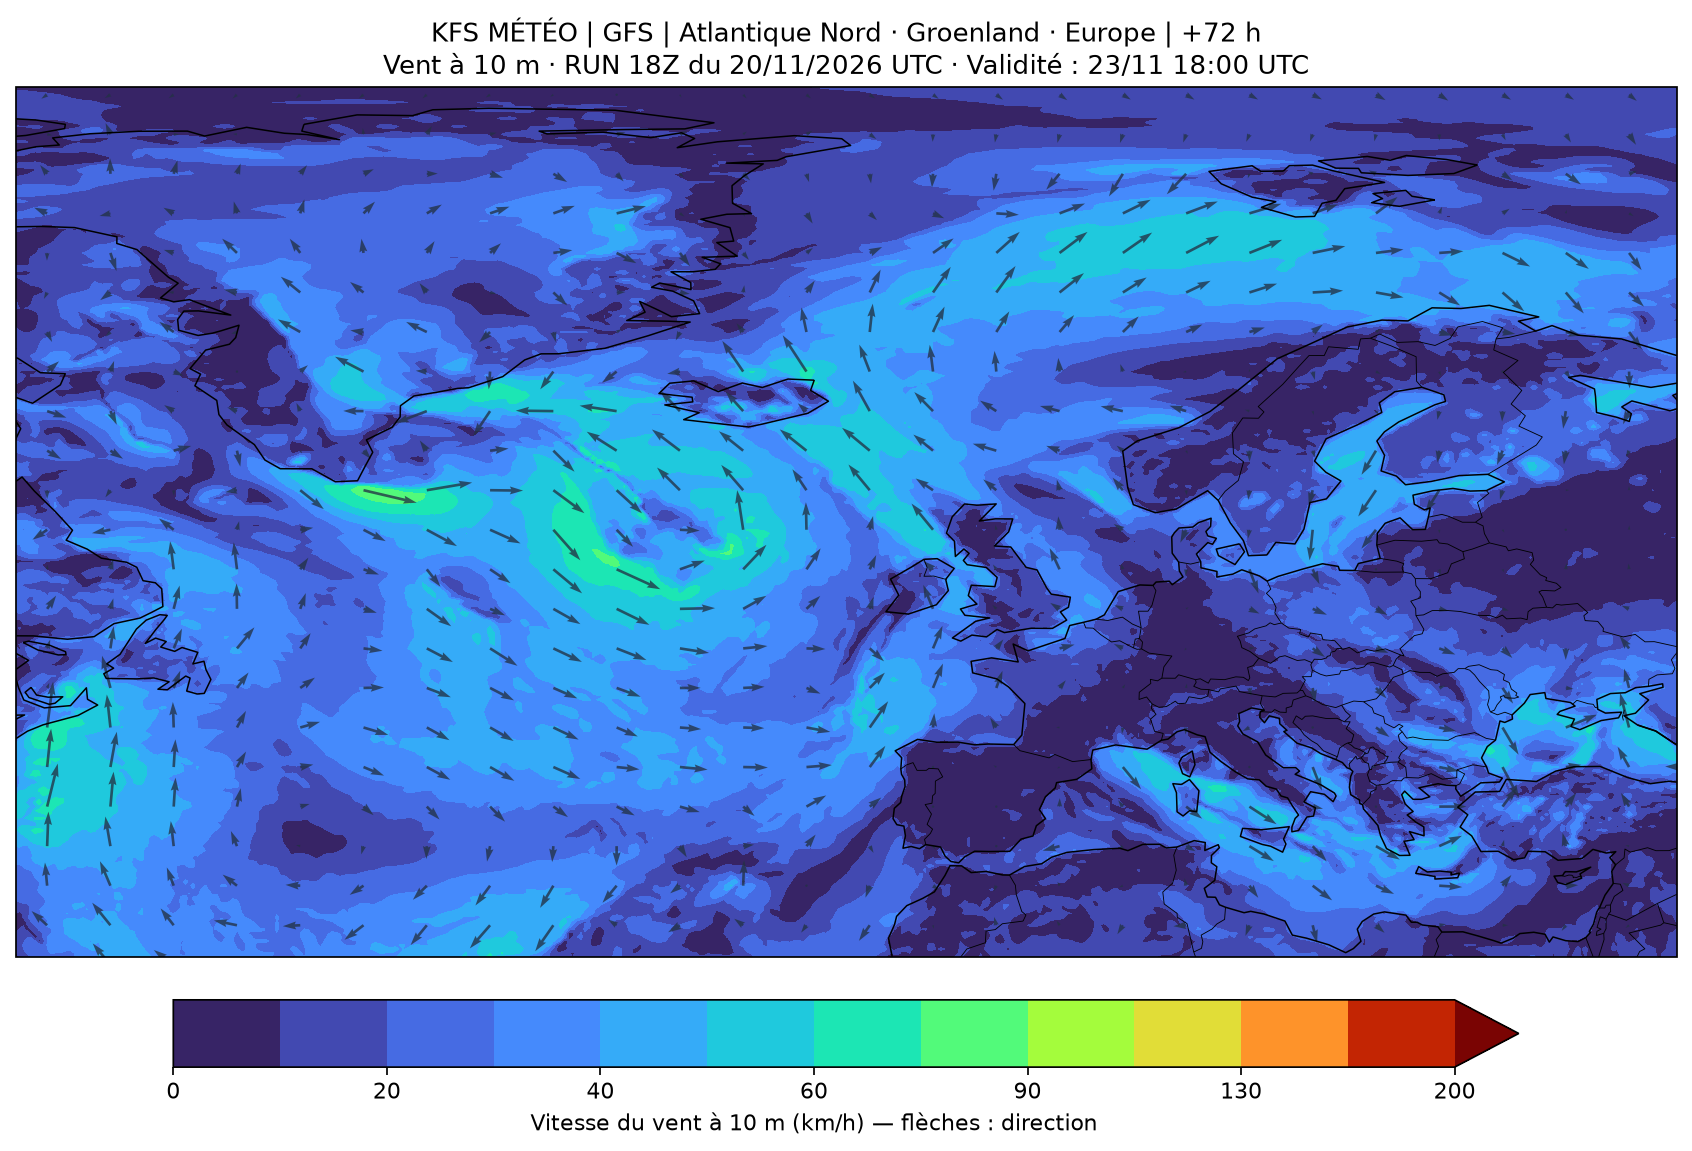 KFS MÉTÉO | GFS | Atlantique Nord · Groenland · Europe | +72 h
Vent à 10 m · RUN 18Z du 20/11/2026 UTC · Validité : 23/11 18:00 UTC
0 20 40 60 90 130 200
Vitesse du vent à 10 m (km/h) — flèches : direction